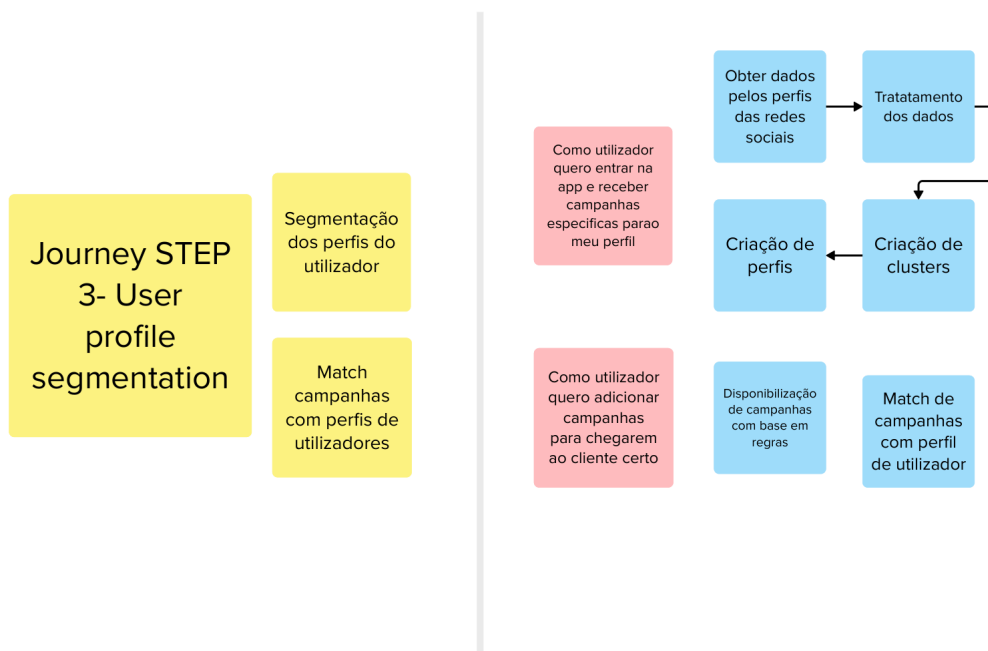 Journey STEP
3- User
profile
segmentation
Segmentação
dos perfis do
utilizador
Match
campanhas
com perfis de
utilizadores
Como utilizador
quero entrar na
app e receber
campanhas
especificas parao
meu perfil
Obter dados
pelos perfis
das redes
sociais
Tratatamento
dos dados
Criação de
perfis
Criação de
clusters
Como utilizador
quero adicionar
campanhas
para chegarem
ao cliente certo
Disponibilização
de campanhas
com base em
regras
Match de
campanhas
com perfil
de utilizador